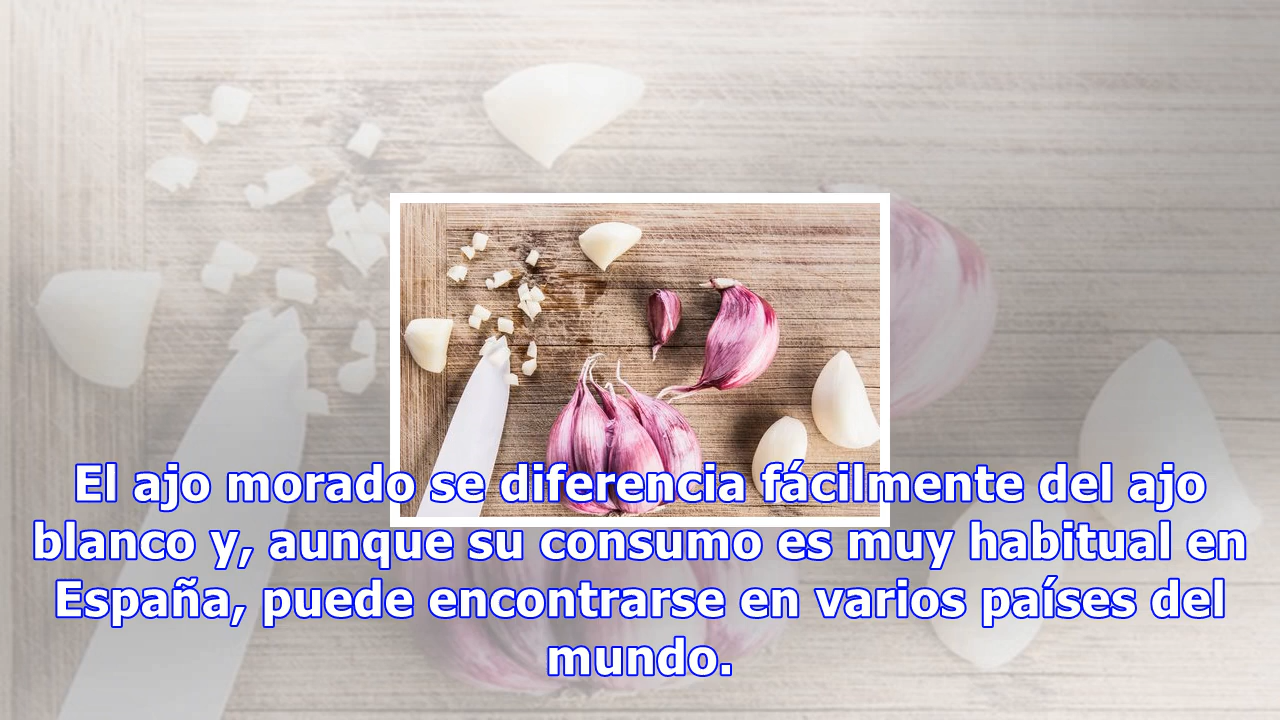 El ajo morado se diferencia fácilmente del ajo
blanco y, aunque su consumo es muy habitual en
España, puede encontrarse en varios países del
mundo.